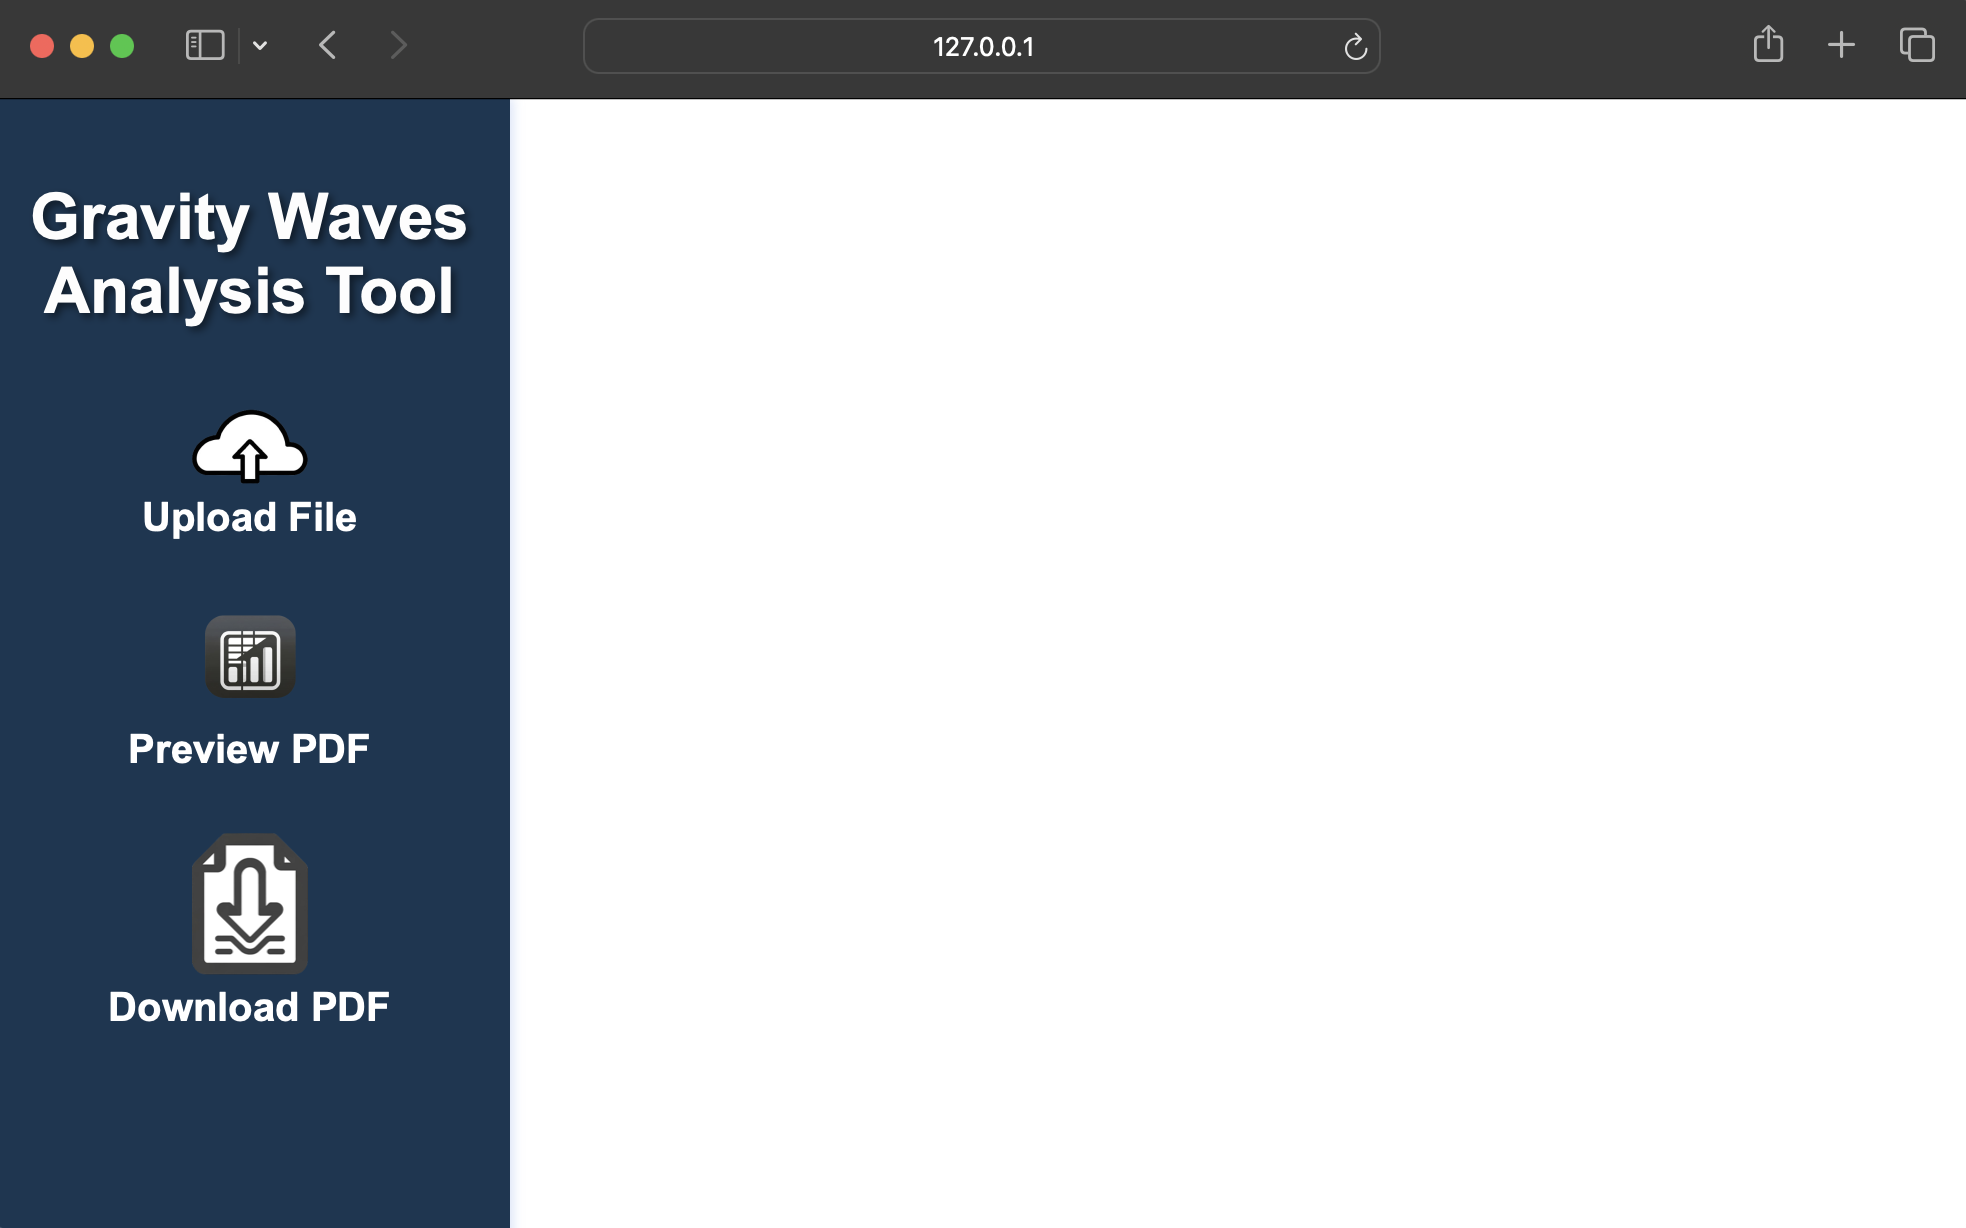 127.0.0.1
Gravity Waves
Analysis Tool
Upload File
Preview PDF
Download PDF